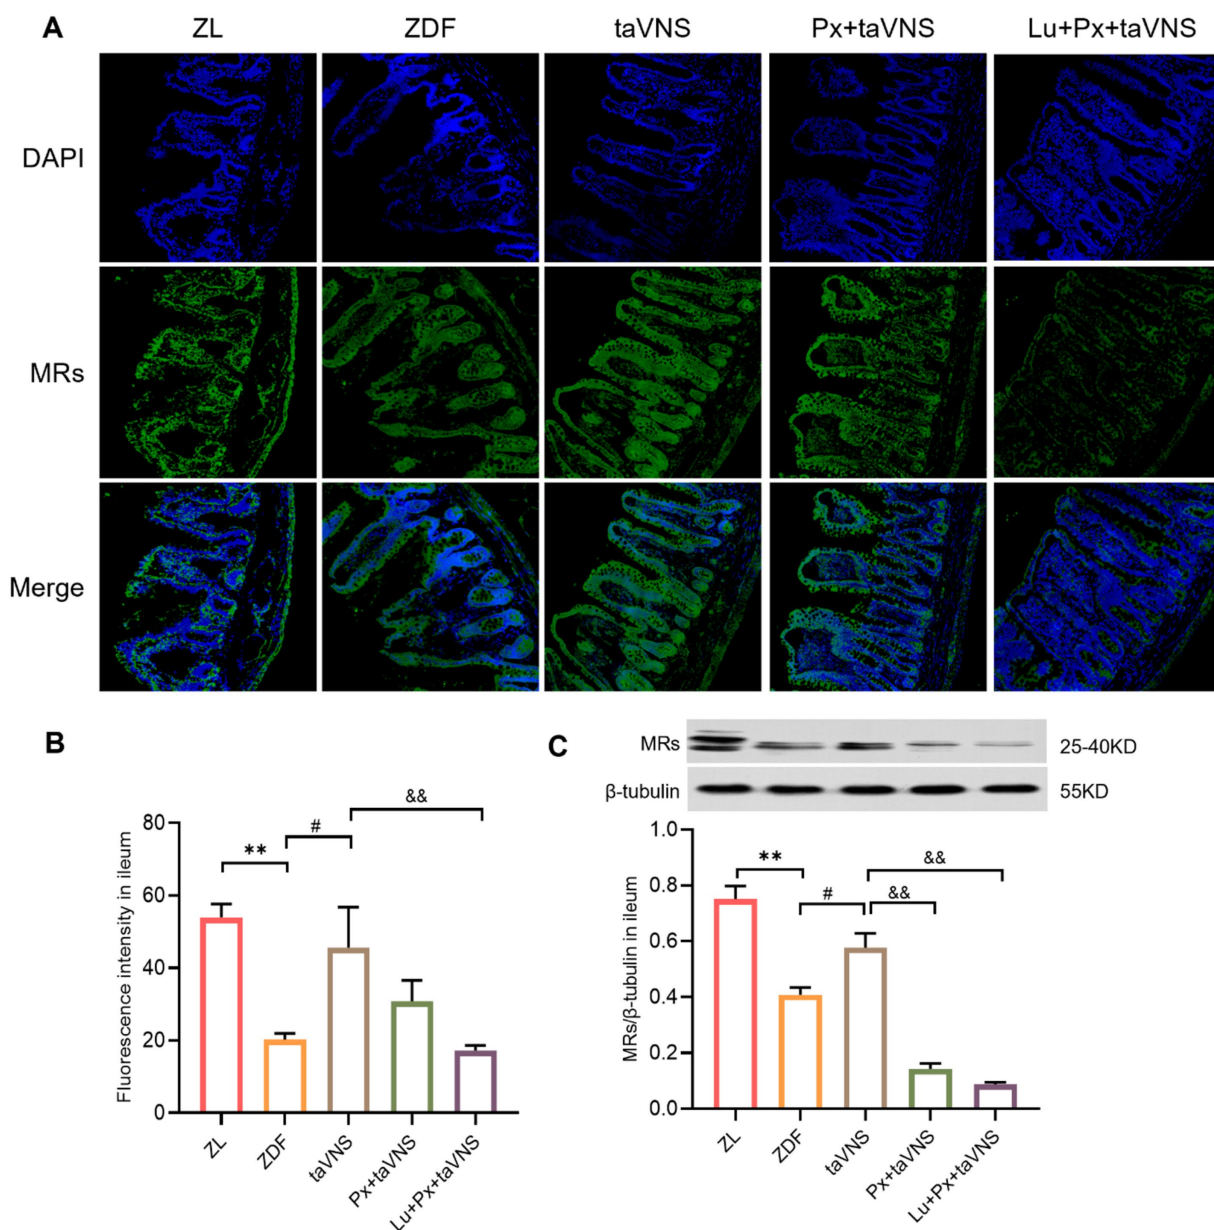 A
ZL ZDF taVNS Px+taVNS Lu+Px+taVNS
DAPI
MRs
Merge
B
&&
#
**
80
60
40
20
0
Fluorescence intensity in ileum
ZL
ZDF
taVNS
Px+taVNS
Lu+Px+taVNS
C
MRs 25-40KD
β-tubulin 55KD
&&
**
#
&&
1.0
0.8
0.6
0.4
0.2
0.0
MRs/β-tubulin in ileum
ZL
ZDF
taVNS
Px+taVNS
Lu+Px+taVNS